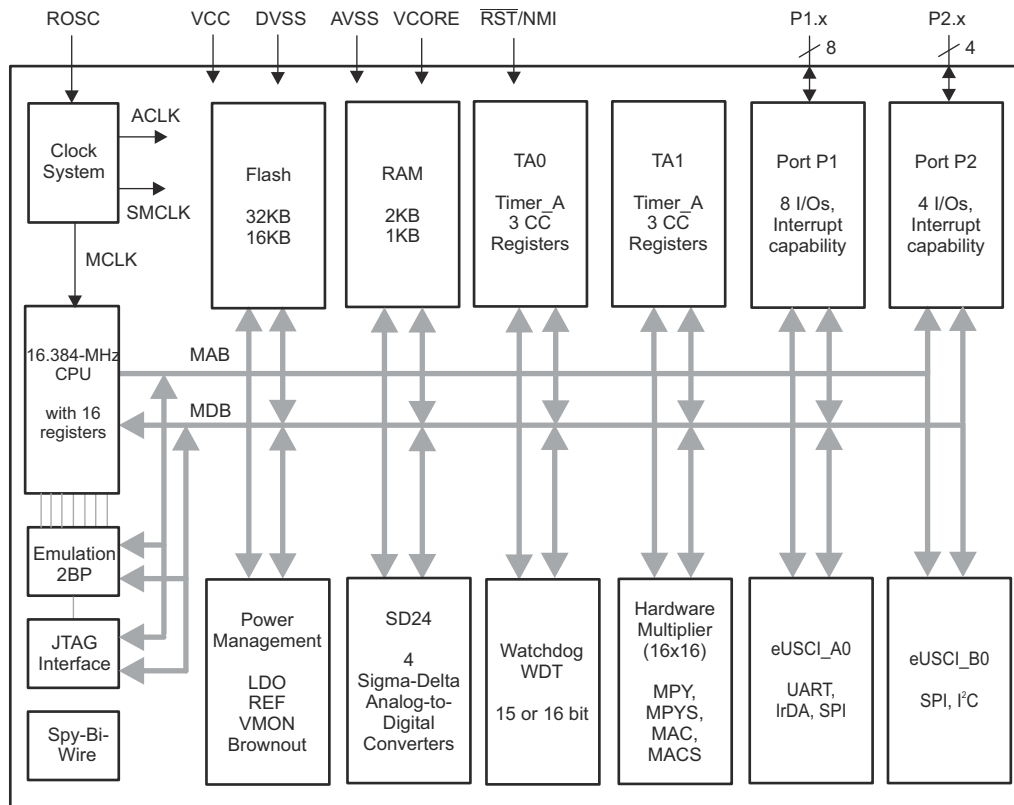 ROSC
VCC
DVSS
AVSS
VCORE
RST/NMI
P1.x
P2.x
8
4
Clock
System
ACLK
SMCLK
MCLK
Flash
32KB
16KB
RAM
2KB
1KB
TA0
Timer_A
3 CC
Registers
TA1
Timer_A
3 CC
Registers
Port P1
8 I/Os,
Interrupt
capability
Port P2
4 I/Os,
Interrupt
capability
16.384-MHz
CPU
with 16
registers
MAB
MDB
Emulation
2BP
JTAG
Interface
Spy-Bi-
Wire
Power
Management
LDO
REF
VMON
Brownout
SD24
4
Sigma-Delta
Analog-to-
Digital
Converters
Watchdog
WDT
15 or 16 bit
Hardware
Multiplier
(16x16)
MPY,
MPYS,
MAC,
MACS
eUSCI_A0
UART,
IrDA, SPI
eUSCI_B0
SPI, I²C